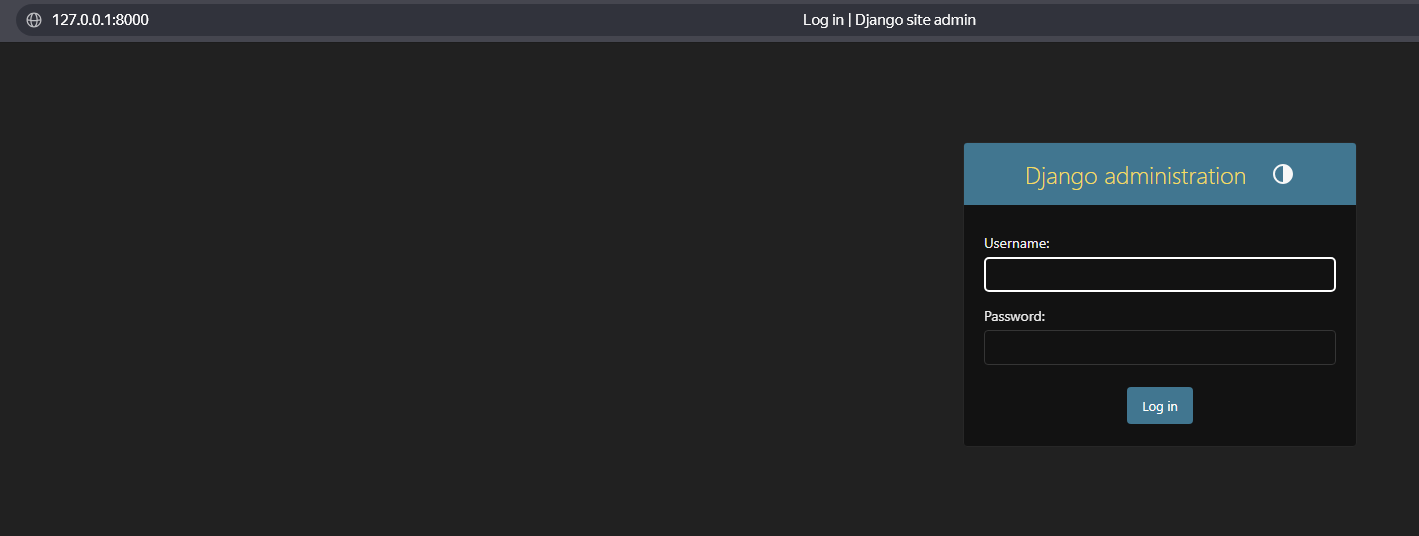 127.0.0.1:8000 Log in | Django site admin
Django administration
Username:
Password:
Log in